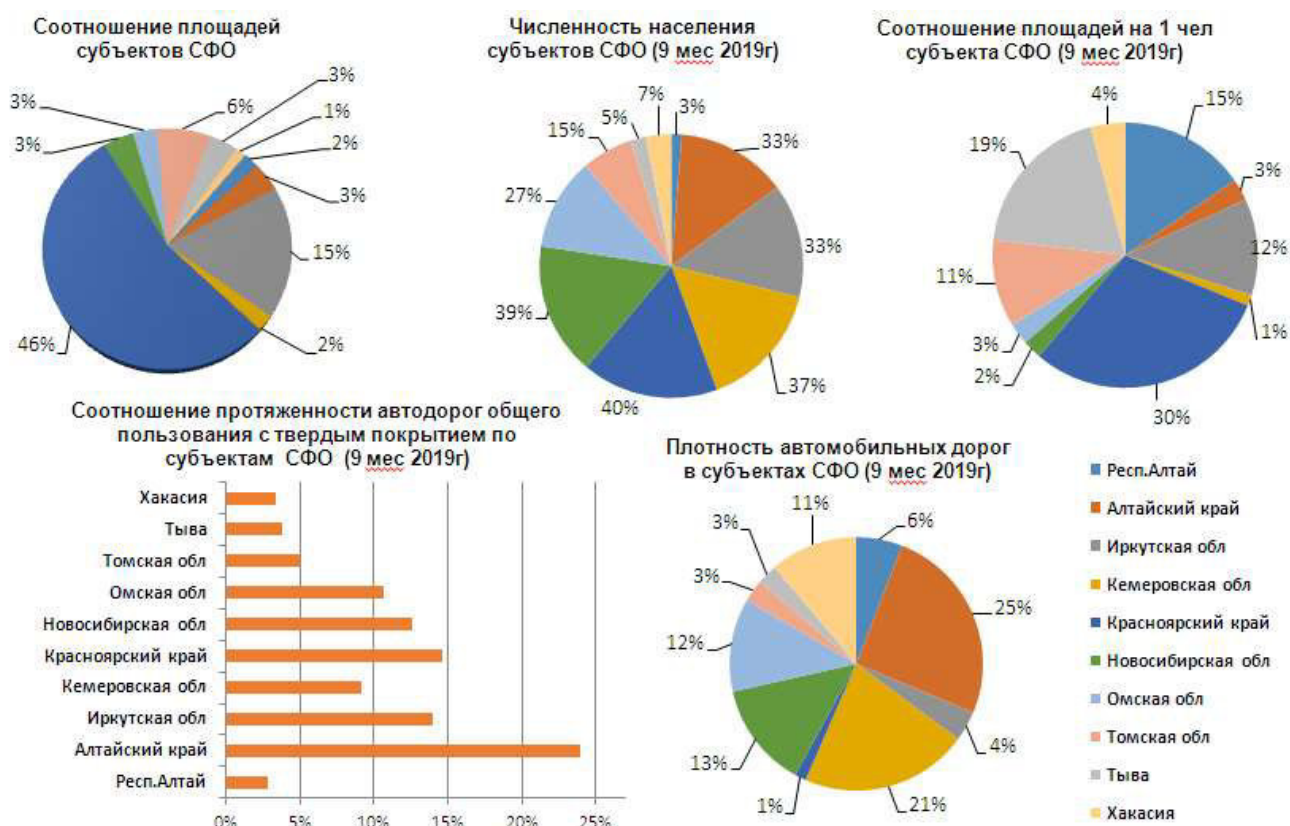 Соотношение площадей
субъектов СФО
3%
3%
6%
3%
1%
2%
3%
15%
2%
46%
Численность населения
субъектов СФО (9 мес 2019г)
7%
3%
5%
15%
33%
27%
33%
39%
37%
40%
Соотношение площадей на 1 чел
субъекта СФО (9 мес 2019г)
4%
15%
19%
3%
12%
11%
1%
3%
2%
30%
Соотношение протяженности автодорог общего
пользования с твердым покрытием по
субъектам СФО (9 мес 2019г)
Хакасия
Тыва
Томская обл
Омская обл
Новосибирская обл
Красноярский край
Кемеровская обл
Иркутская обл
Алтайский край
Респ.Алтай
0%
5%
10%
15%
20%
25%
Плотность автомобильных дорог
в субъектах СФО (9 мес 2019г)
11%
6%
3%
3%
25%
12%
4%
13%
1%
21%
Респ.Алтай
Алтайский край
Иркутская обл
Кемеровская обл
Красноярский край
Новосибирская обл
Омская обл
Томская обл
Тыва
Хакасия